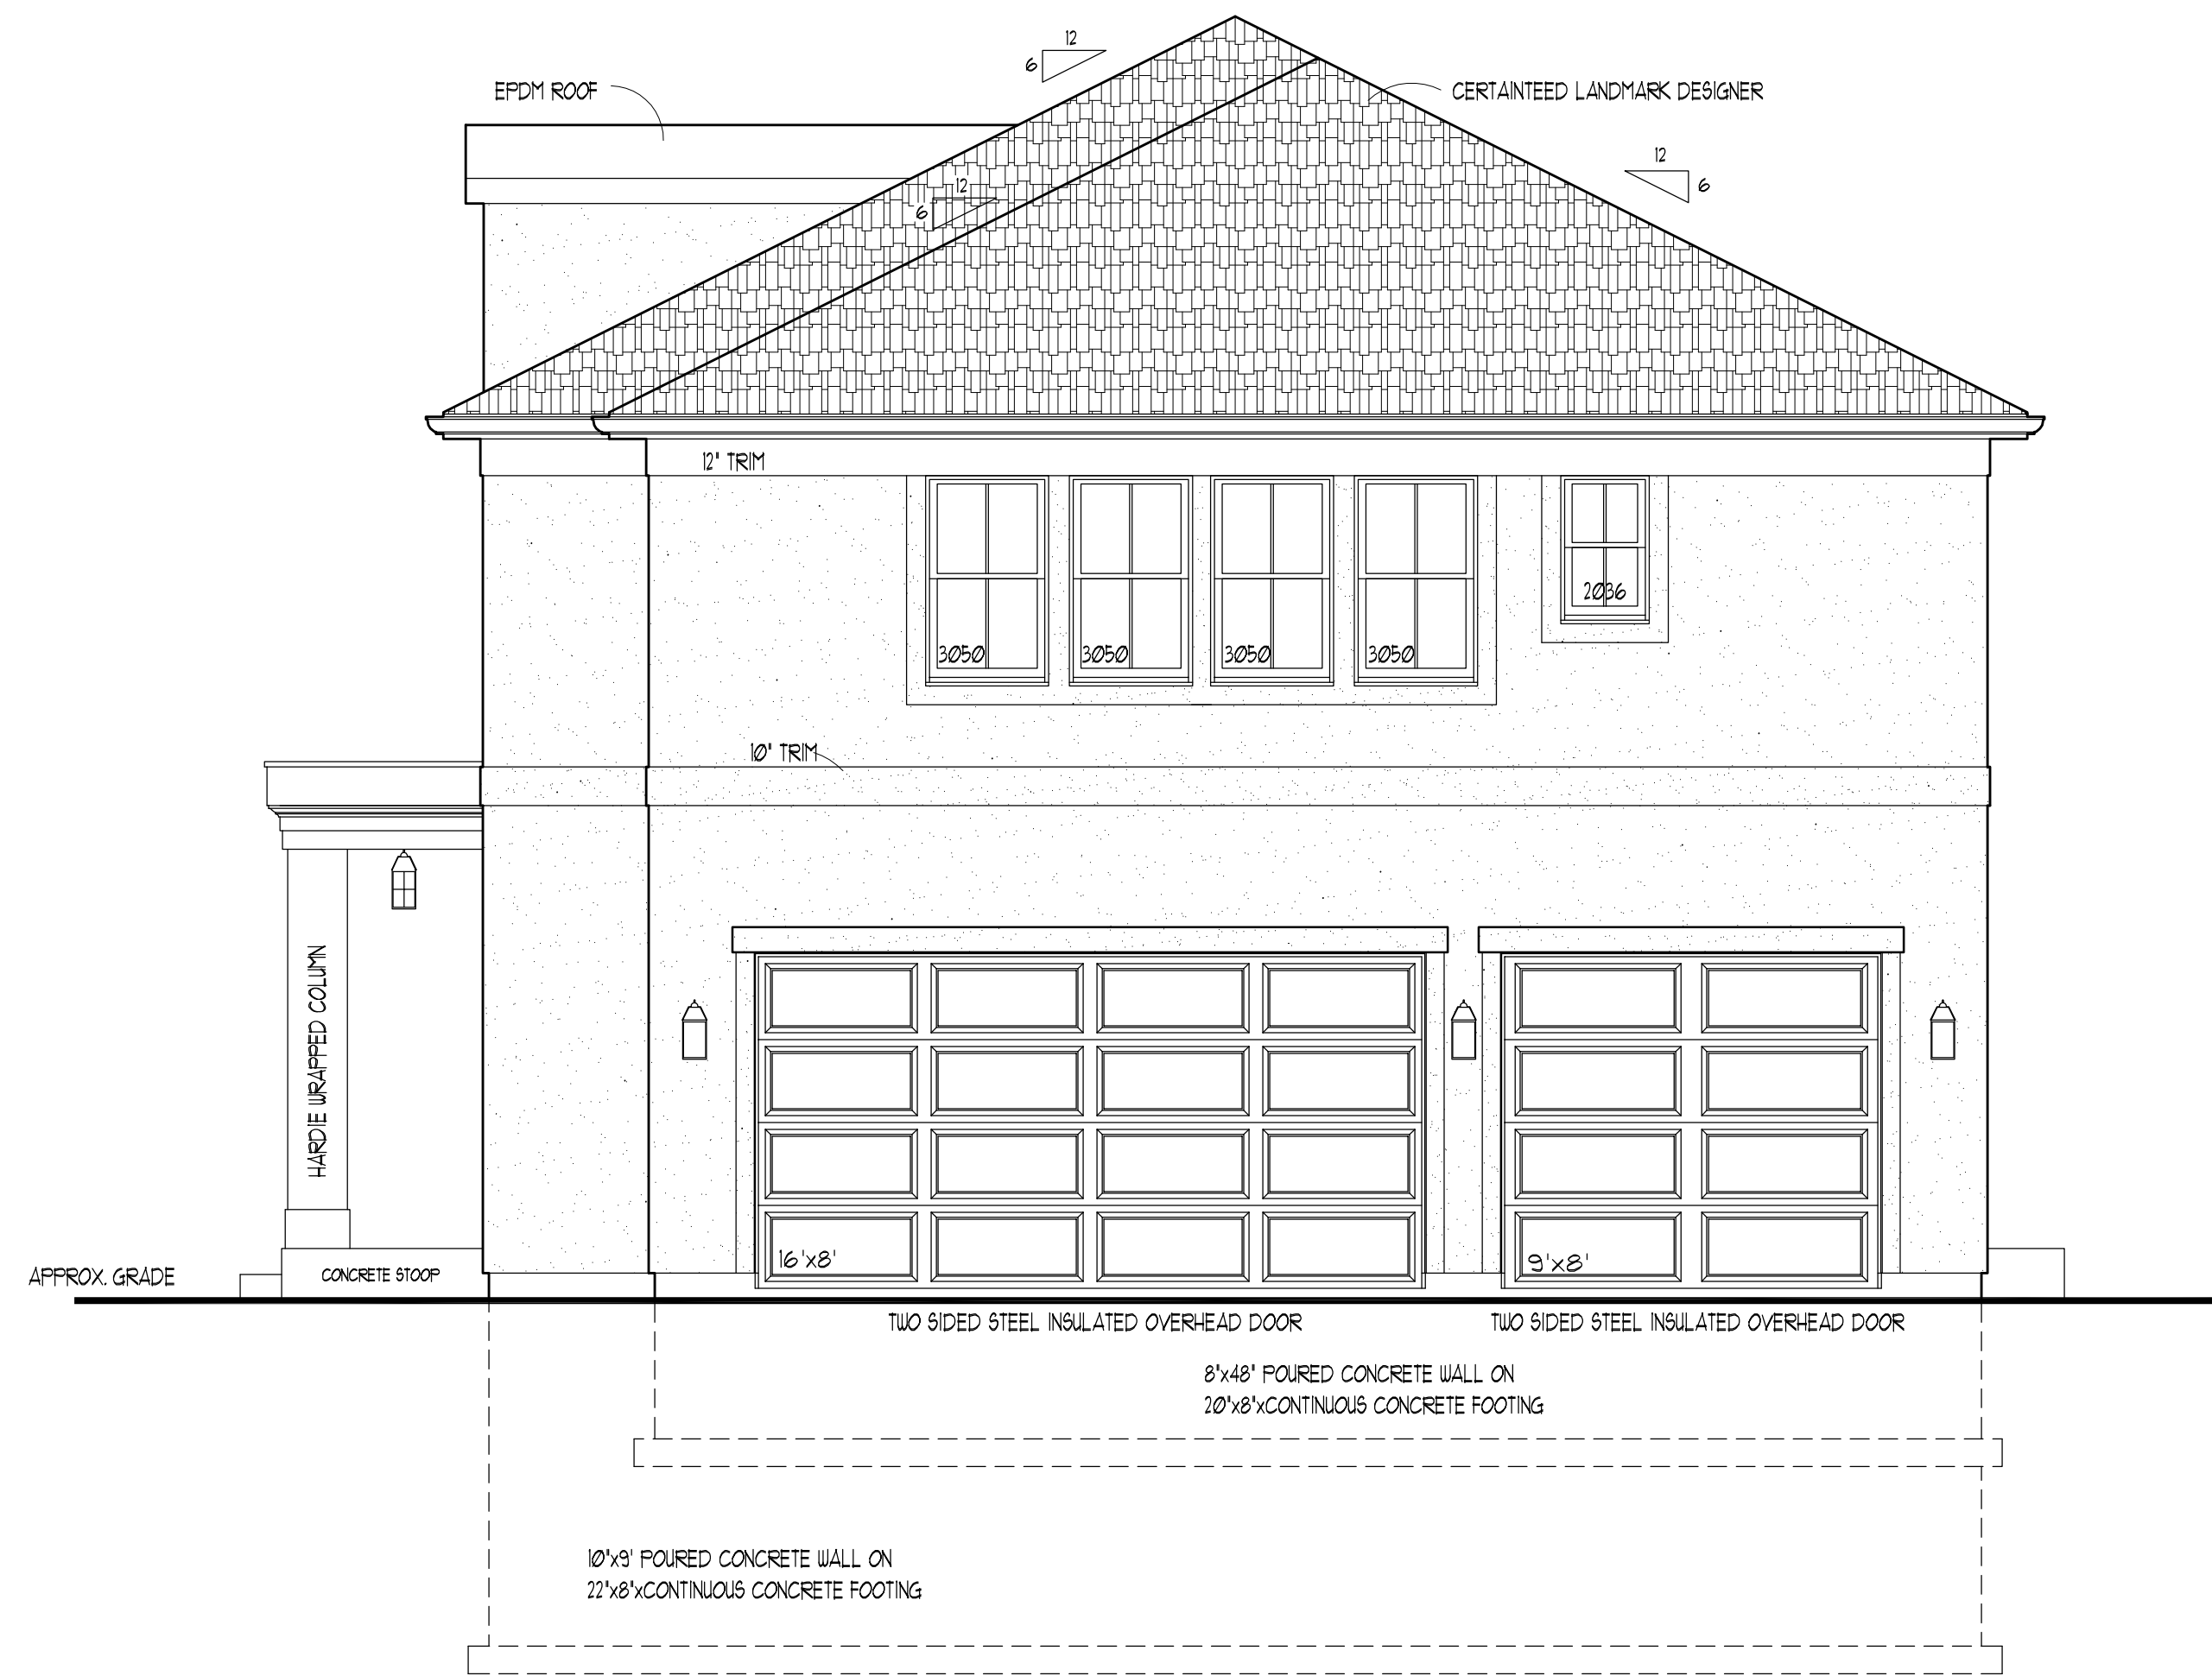 12
6
EPDM ROOF
CERTAINTEED LANDMARK DESIGNER
12
6
12
6
12" TRIM
2036
3050
3050
3050
3050
10" TRIM
HARDIE WRAPPED COLUMN
16'x8'
9'x8'
APPROX. GRADE
CONCRETE STOOP
TWO SIDED STEEL INSULATED OVERHEAD DOOR
TWO SIDED STEEL INSULATED OVERHEAD DOOR
8"x48" POURED CONCRETE WALL ON
20"x8"xCONTINUOUS CONCRETE FOOTING
10"x9' POURED CONCRETE WALL ON
22"x8"xCONTINUOUS CONCRETE FOOTING